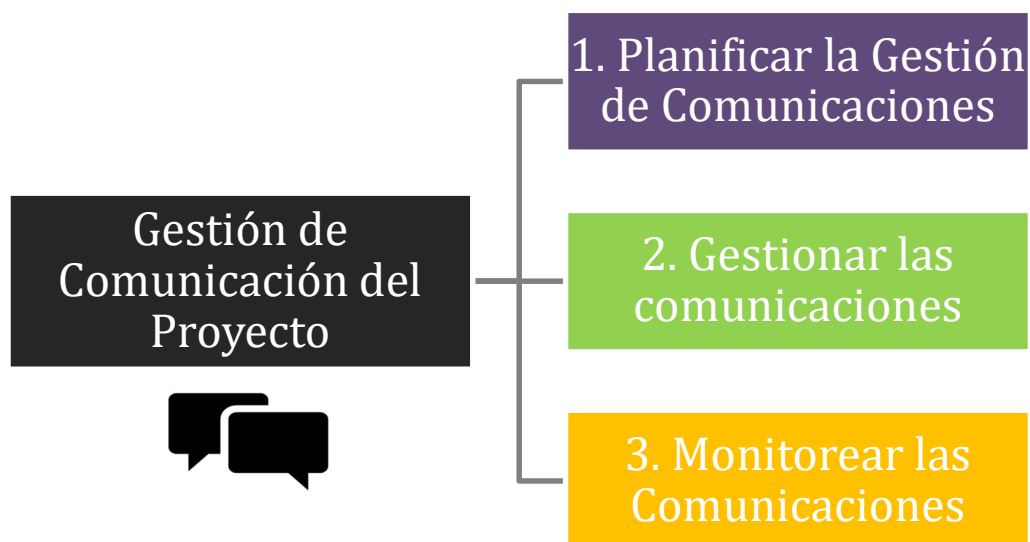 Gestión de
Comunicación del
Proyecto
1. Planificar la Gestión
de Comunicaciones
2. Gestionar las
comunicaciones
3. Monitorear las
Comunicaciones